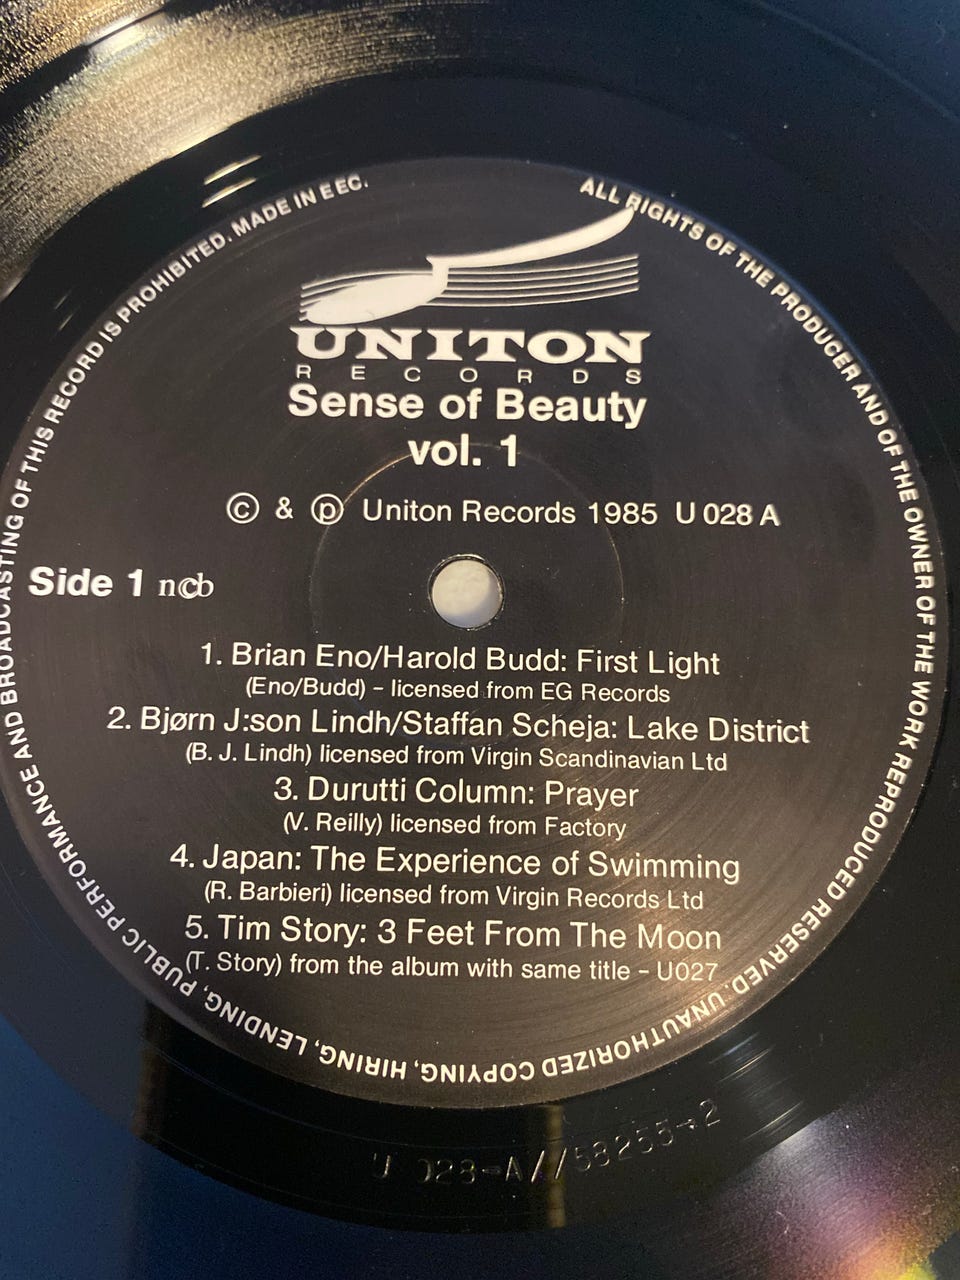 ALL RIGHTS OF THE PRODUCER AND OF THE OWNER OF THE WORK REPRODUCED RESERVED. UNAUTHORIZED COPYING, HIRING, LENDING, PUBLIC PERFORMANCE AND BROADCASTING OF THIS RECORD IS PROHIBITED. MADE IN EEC.
UNITON
RECORDS
Sense of Beauty
vol. 1
© & ℗ Uniton Records 1985 U 028 A
Side 1 ncb
1. Brian Eno/Harold Budd: First Light
(Eno/Budd) – licensed from EG Records
2. Bjørn J:son Lindh/Staffan Scheja: Lake District
(B. J. Lindh) licensed from Virgin Scandinavian Ltd
3. Durutti Column: Prayer
(V. Reilly) licensed from Factory
4. Japan: The Experience of Swimming
(R. Barbieri) licensed from Virgin Records Ltd
5. Tim Story: 3 Feet From The Moon
(T. Story) from the album with same title – U027
U 028-A//58255-2